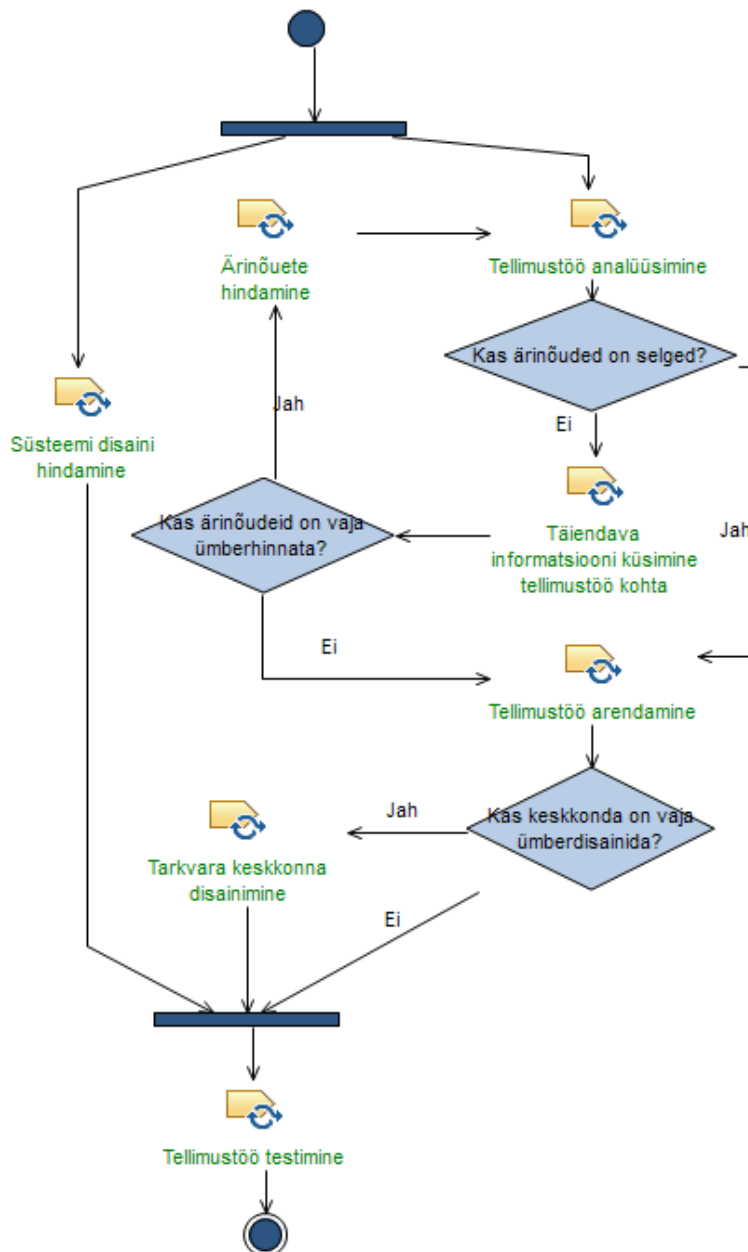 Ärinõuete
hindamine
Tellimustöö analüüsimine
Kas ärinõuded on selged?
Jah
Ei
Süsteemi disaini
hindamine
Kas ärinõudeid on vaja
ümberhinnata?
Täiendava
informatsiooni küsimine
tellimustöö kohta
Jah
Ei
Tellimustöö arendamine
Jah
Kas keskkonda on vaja
ümberdisainida?
Tarkvara keskkonna
disainimine
Ei
Tellimustöö testimine